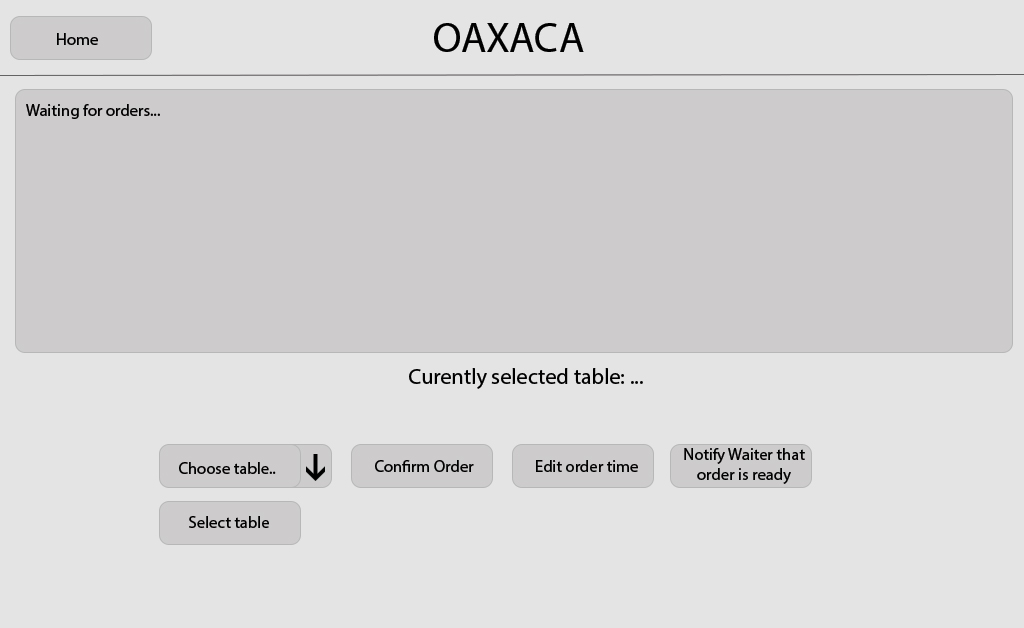 Home
OAXACA
Waiting for orders...
Curently selected table: ...
Choose table..
Confirm Order
Edit order time
Notify Waiter that
order is ready
Select table